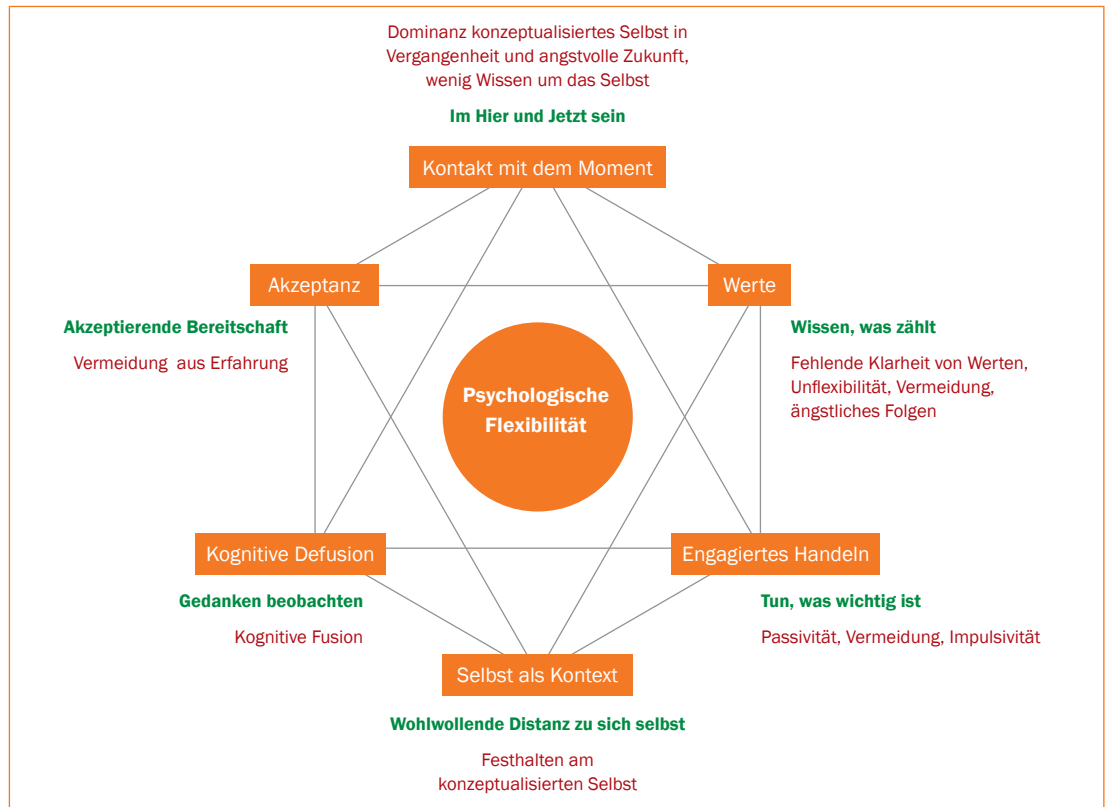 Dominanz konzeptualisiertes Selbst in
Vergangenheit und angstvolle Zukunft,
wenig Wissen um das Selbst
Im Hier und Jetzt sein
Kontakt mit dem Moment
Akzeptanz
Akzeptierende Bereitschaft
Vermeidung aus Erfahrung
Werte
Wissen, was zählt
Fehlende Klarheit von Werten,
Unflexibilität, Vermeidung,
ängstliches Folgen
Psychologische
Flexibilität
Kognitive Defusion
Gedanken beobachten
Kognitive Fusion
Engagiertes Handeln
Tun, was wichtig ist
Passivität, Vermeidung, Impulsivität
Selbst als Kontext
Wohlwollende Distanz zu sich selbst
Festhalten am
konzeptualisierten Selbst